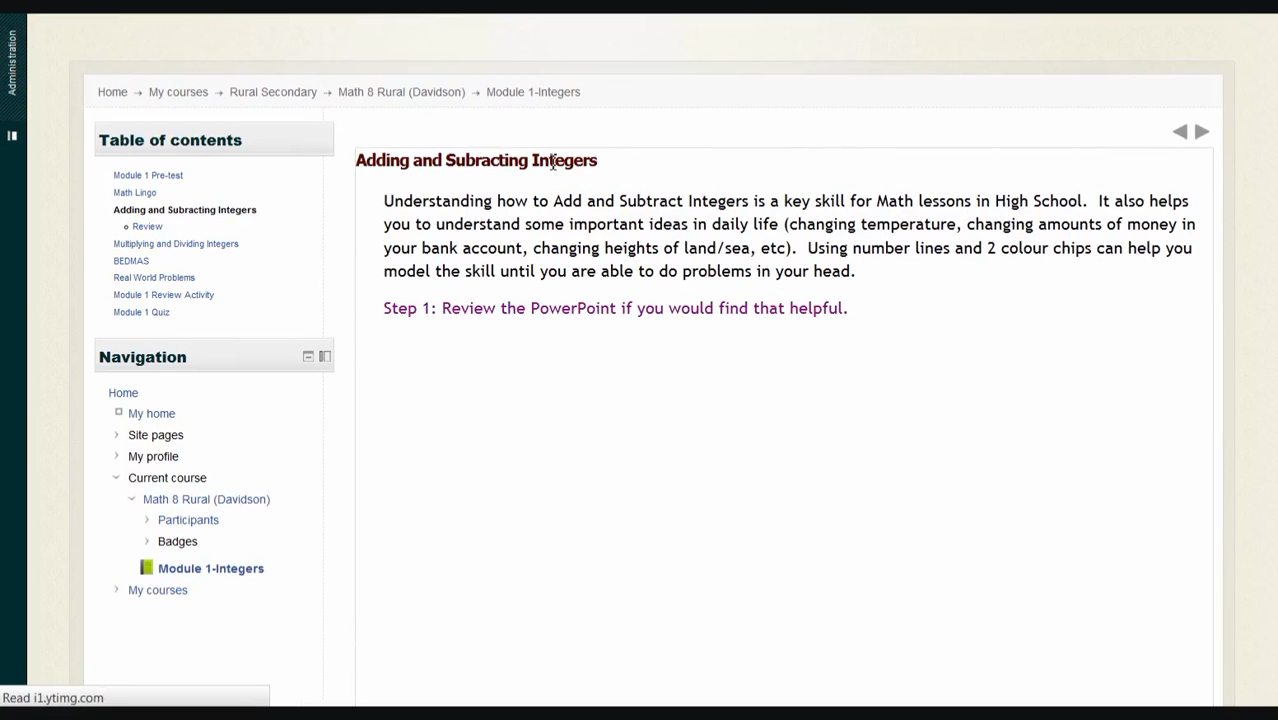 Administration
Home → My courses → Rural Secondary → Math 8 Rural (Davidson) → Module 1-Integers
Table of contents
Module 1 Pre-test
Math Lingo
Adding and Subracting Integers
Review
Multiplying and Dividing Integers
BEDMAS
Real World Problems
Module 1 Review Activity
Module 1 Quiz
Navigation
Home
My home
Site pages
My profile
Current course
Math 8 Rural (Davidson)
Participants
Badges
Module 1-Integers
My courses
Adding and Subracting Integers
Understanding how to Add and Subtract Integers is a key skill for Math lessons in High School.  It also helps
you to understand some important ideas in daily life (changing temperature, changing amounts of money in
your bank account, changing heights of land/sea, etc).  Using number lines and 2 colour chips can help you
model the skill until you are able to do problems in your head.
Step 1: Review the PowerPoint if you would find that helpful.
Read i1.ytimg.com